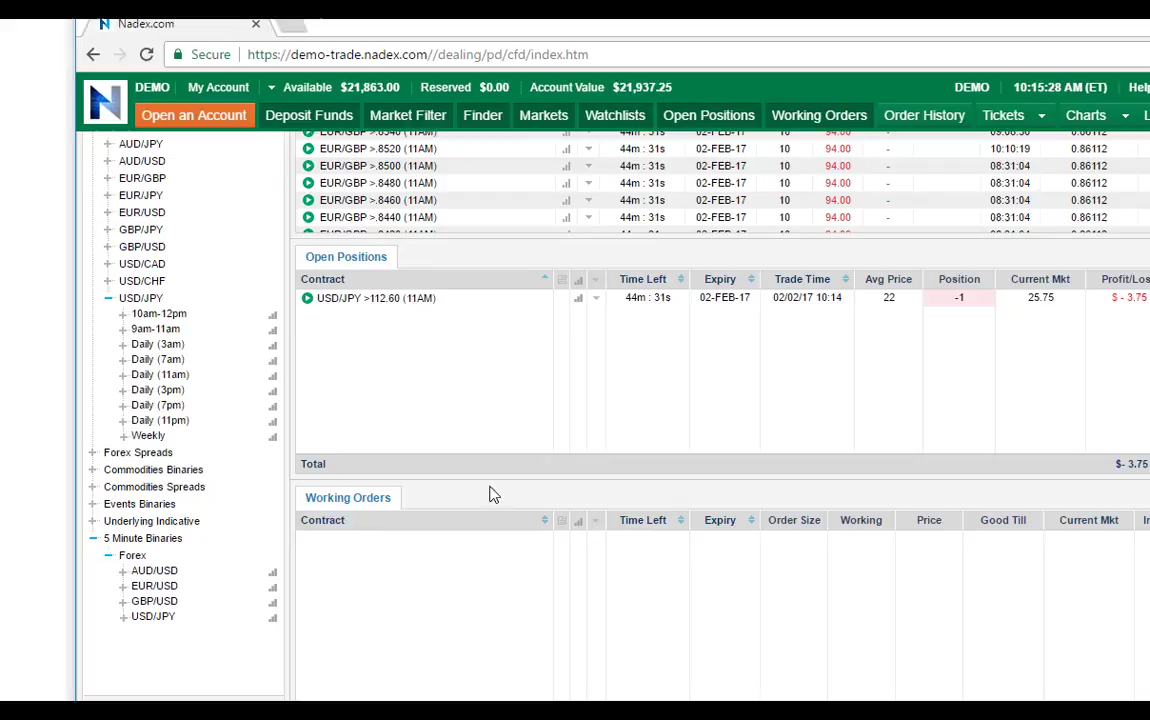 Nadex.com
Secure https://demo-trade.nadex.com//dealing/pd/cfd/index.htm
DEMO My Account Available $21,863.00 Reserved $0.00 Account Value $21,937.25 DEMO 10:15:28 AM (ET) Help
Open an Account Deposit Funds Market Filter Finder Markets Watchlists Open Positions Working Orders Order History Tickets Charts L
AUD/JPY
AUD/USD
EUR/GBP
EUR/JPY
EUR/USD
GBP/JPY
GBP/USD
USD/CAD
USD/CHF
USD/JPY
10am-12pm
9am-11am
Daily (3am)
Daily (7am)
Daily (11am)
Daily (3pm)
Daily (7pm)
Daily (11pm)
Weekly
Forex Spreads
Commodities Binaries
Commodities Spreads
Events Binaries
Underlying Indicative
5 Minute Binaries
Forex
AUD/USD
EUR/USD
GBP/USD
USD/JPY
EUR/GBP >.8520 (11AM) 44m : 31s 02-FEB-17 10 94.00 - 10:10:19 0.86112
EUR/GBP >.8500 (11AM) 44m : 31s 02-FEB-17 10 94.00 - 08:31:04 0.86112
EUR/GBP >.8480 (11AM) 44m : 31s 02-FEB-17 10 94.00 - 08:31:04 0.86112
EUR/GBP >.8460 (11AM) 44m : 31s 02-FEB-17 10 94.00 - 08:31:04 0.86112
EUR/GBP >.8440 (11AM) 44m : 31s 02-FEB-17 10 94.00 - 08:31:04 0.86112
Open Positions
Contract Time Left Expiry Trade Time Avg Price Position Current Mkt Profit/Los
USD/JPY >112.60 (11AM) 44m : 31s 02-FEB-17 02/02/17 10:14 22 -1 25.75 $ - 3.75
Total $- 3.75
Working Orders
Contract Time Left Expiry Order Size Working Price Good Till Current Mkt In